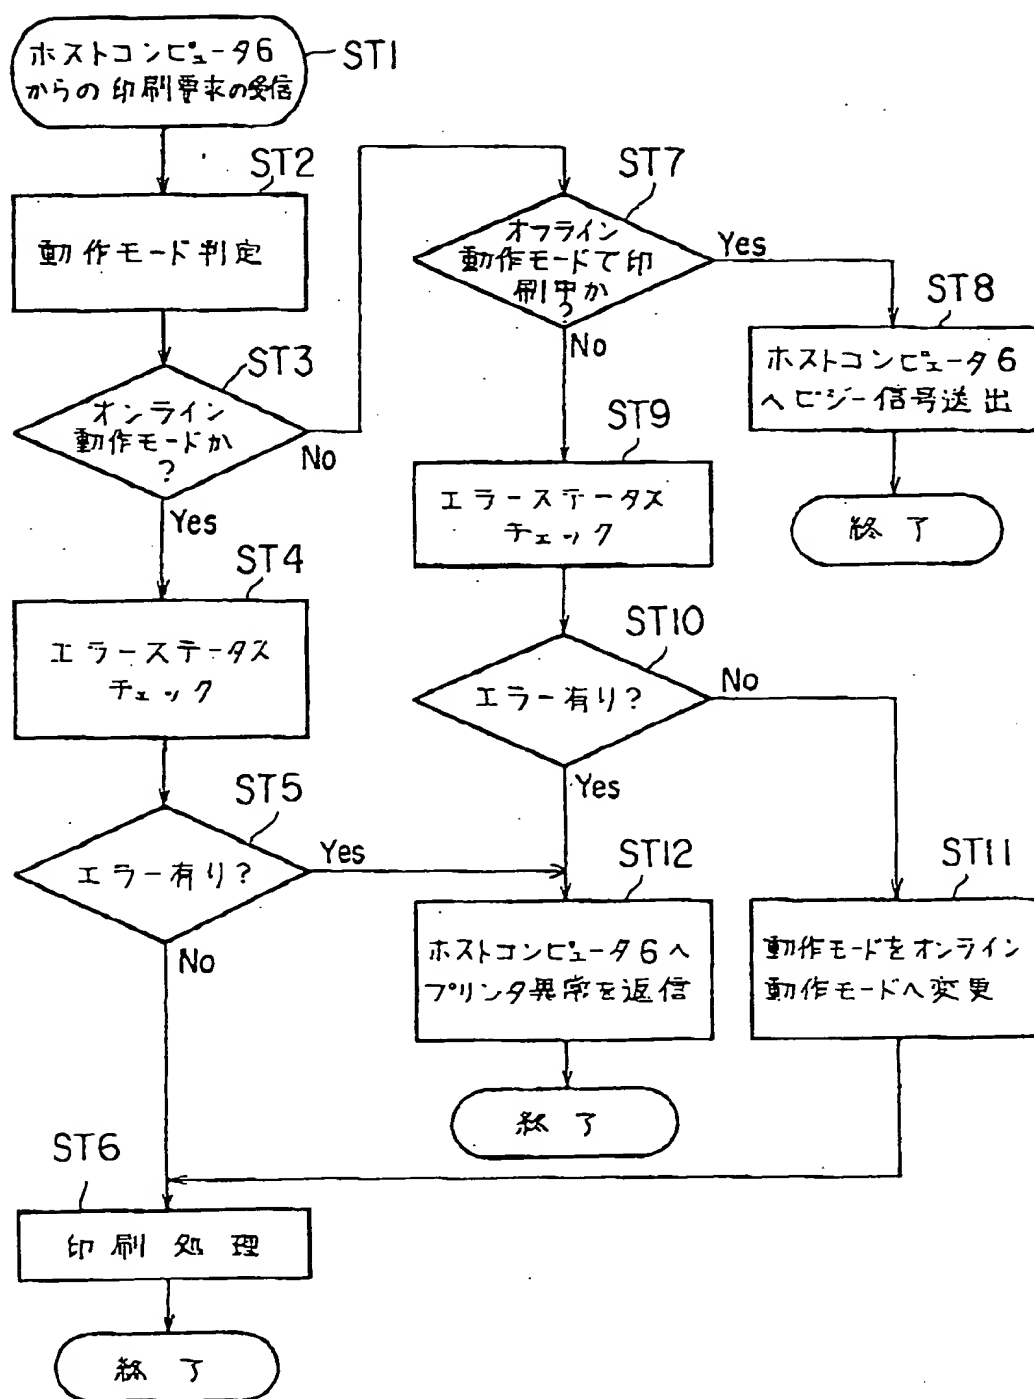 ホストコンピュータ6
からの印刷要求の受信
ST1
ST2
動作モード判定
ST3
オンライン
動作モードか
?
No
Yes
ST4
エラーステータス
チェック
ST5
エラー有り?
Yes
No
ST6
印刷処理
終了
ST7
オフライン
動作モードで印
刷中か
?
Yes
No
ST8
ホストコンピュータ6
へビジー信号送出
終了
ST9
エラーステータス
チェック
ST10
エラー有り?
No
Yes
ST12
ホストコンピュータ6へ
プリンタ異常を返信
終了
ST11
動作モードをオンライン
動作モードへ変更